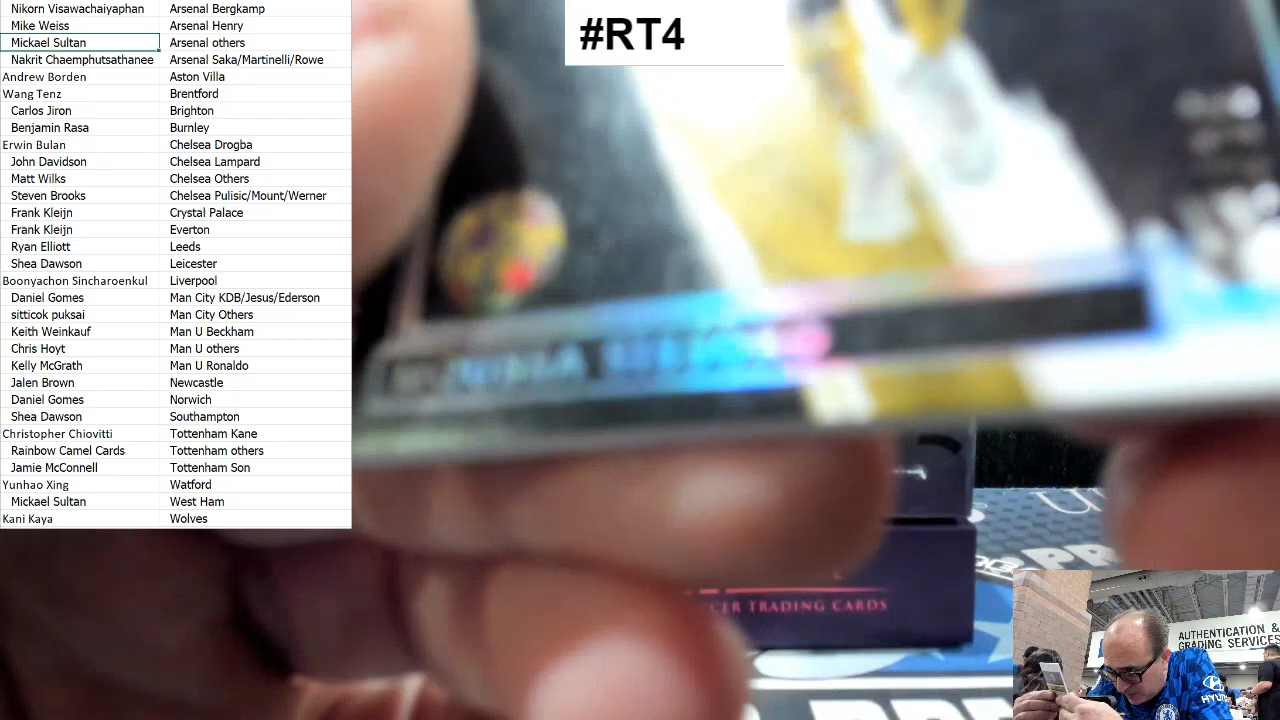 #RT4
Nikorn Visawachaiyaphan Arsenal Bergkamp
Mike Weiss Arsenal Henry
Mickael Sultan Arsenal others
Nakrit Chaemphutsathanee Arsenal Saka/Martinelli/Rowe
Andrew Borden Aston Villa
Wang Tenz Brentford
Carlos Jiron Brighton
Benjamin Rasa Burnley
Erwin Bulan Chelsea Drogba
John Davidson Chelsea Lampard
Matt Wilks Chelsea Others
Steven Brooks Chelsea Pulisic/Mount/Werner
Frank Kleijn Crystal Palace
Frank Kleijn Everton
Ryan Elliott Leeds
Shea Dawson Leicester
Boonyachon Sincharoenkul Liverpool
Daniel Gomes Man City KDB/Jesus/Ederson
sitticok puksai Man City Others
Keith Weinkauf Man U Beckham
Chris Hoyt Man U others
Kelly McGrath Man U Ronaldo
Jalen Brown Newcastle
Daniel Gomes Norwich
Shea Dawson Southampton
Christopher Chiovitti Tottenham Kane
Rainbow Camel Cards Tottenham others
Jamie McConnell Tottenham Son
Yunhao Xing Watford
Mickael Sultan West Ham
Kani Kaya Wolves
CER TRADING CARDS
AUTHENTICATION &
GRADING SERVICES